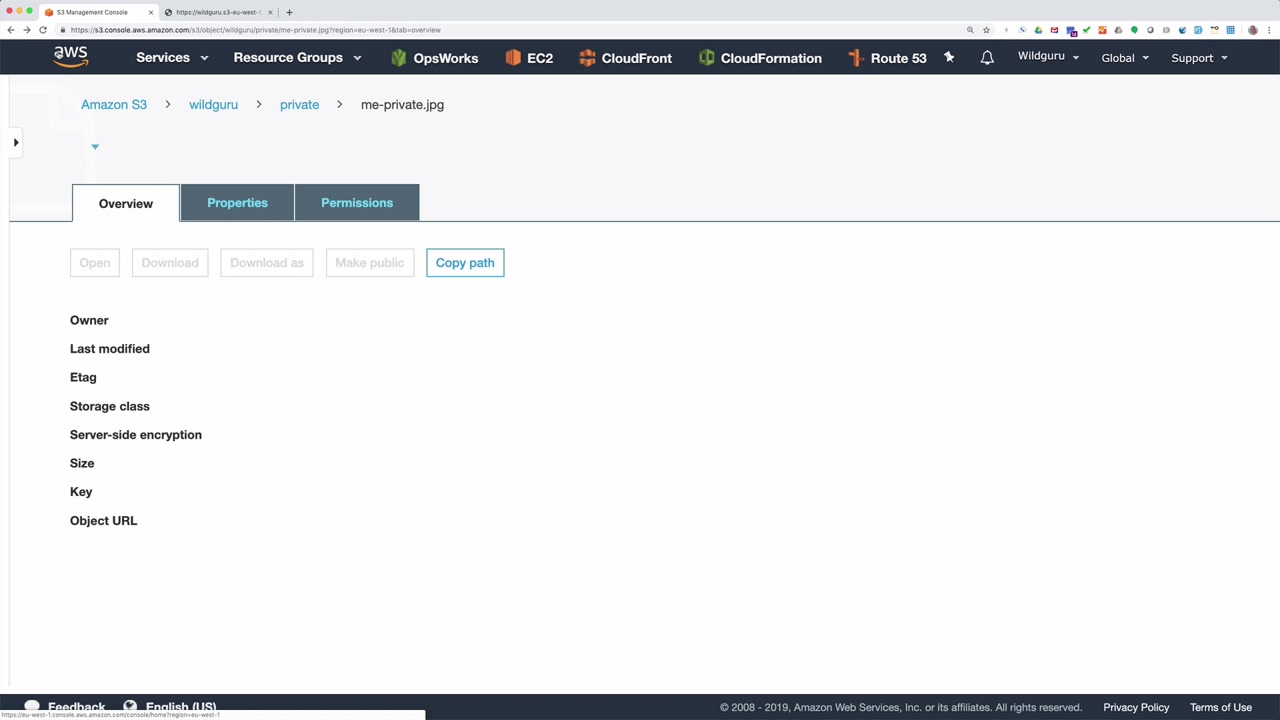 S3 Management Console
https://wildguru.s3-eu-west-1
https://s3.console.aws.amazon.com/s3/object/wildguru/private/me-private.jpg?region=eu-west-1&tab=overview
aws Services Resource Groups OpsWorks EC2 CloudFront CloudFormation Route 53 Wildguru Global Support
Amazon S3 > wildguru > private > me-private.jpg
Overview Properties Permissions
Open Download Download as Make public Copy path
Owner
Last modified
Etag
Storage class
Server-side encryption
Size
Key
Object URL
Feedback English (US) © 2008 - 2019, Amazon Web Services, Inc. or its affiliates. All rights reserved. Privacy Policy Terms of Use
https://eu-west-1.console.aws.amazon.com/console/home?region=eu-west-1